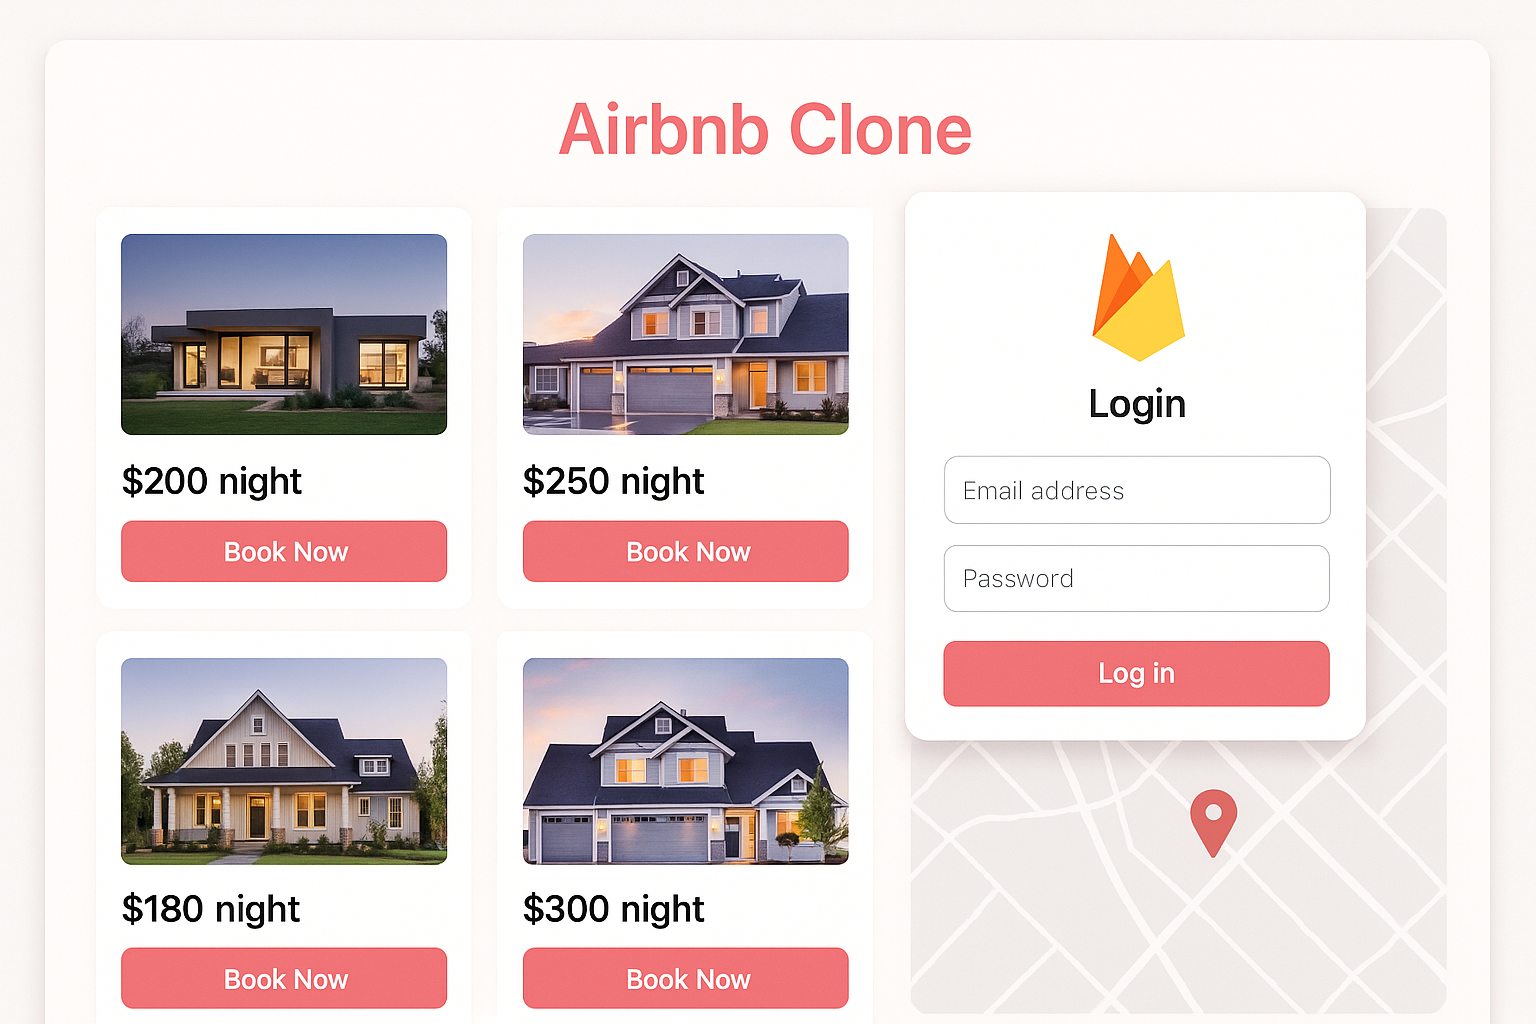 Airbnb Clone
$200 night
Book Now
$250 night
Book Now
$180 night
Book Now
$300 night
Book Now
Login
Email address
Password
Log in